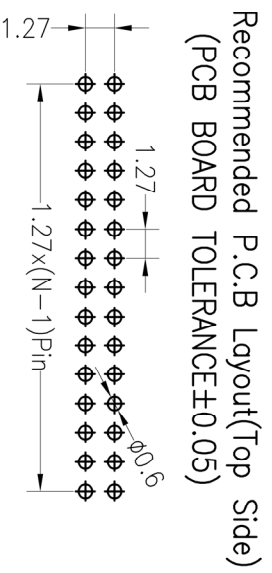 Recommended P.C.B Layout(Top Side)
(PCB BOARD TOLERANCE±0.05)
1.27
1.27
1.27x(N-1)Pin
ϕ0.6